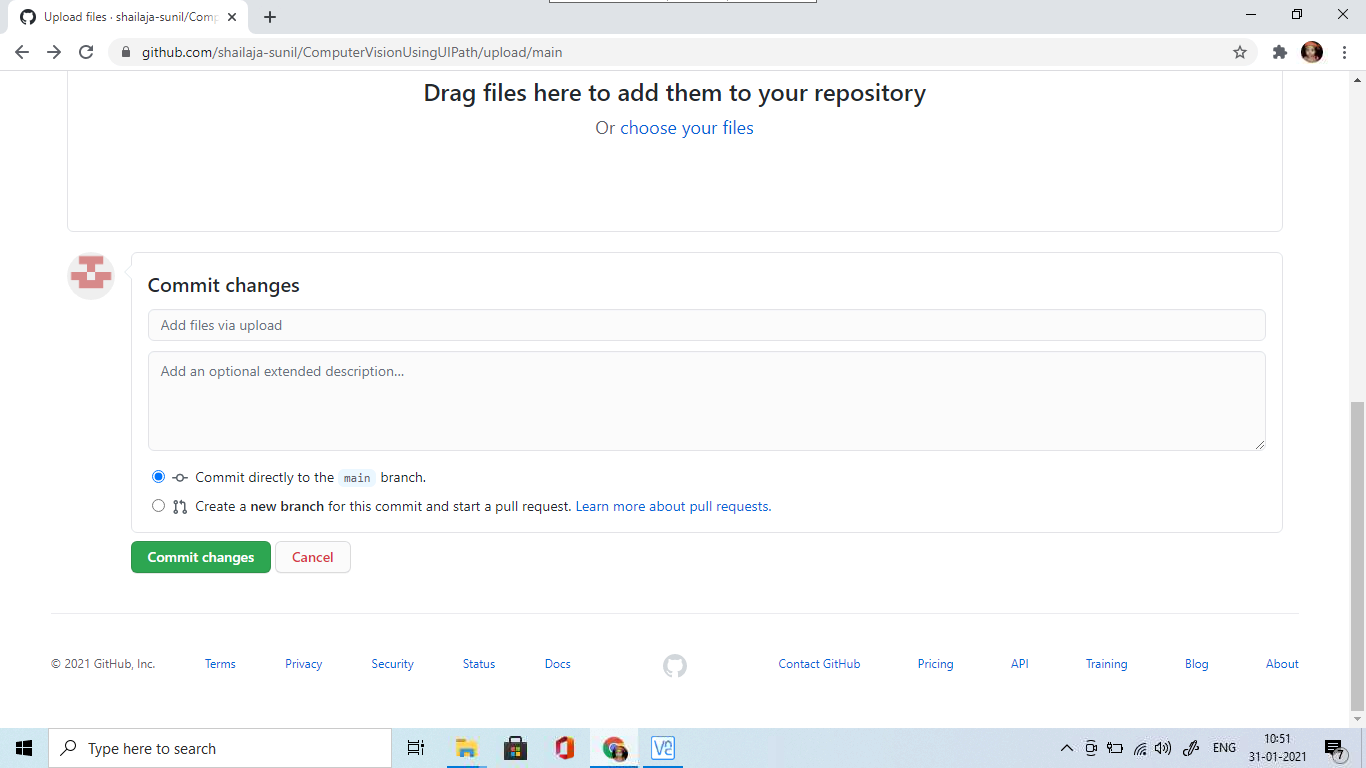 Upload files · shailaja-sunil/Comp
github.com/shailaja-sunil/ComputerVisionUsingUIPath/upload/main
Drag files here to add them to your repository
Or choose your files
Commit changes
Add files via upload
Add an optional extended description...
Commit directly to the main branch.
Create a new branch for this commit and start a pull request. Learn more about pull requests.
Commit changes Cancel
© 2021 GitHub, Inc. Terms Privacy Security Status Docs Contact GitHub Pricing API Training Blog About
Type here to search
ENG
10:51
31-01-2021
7